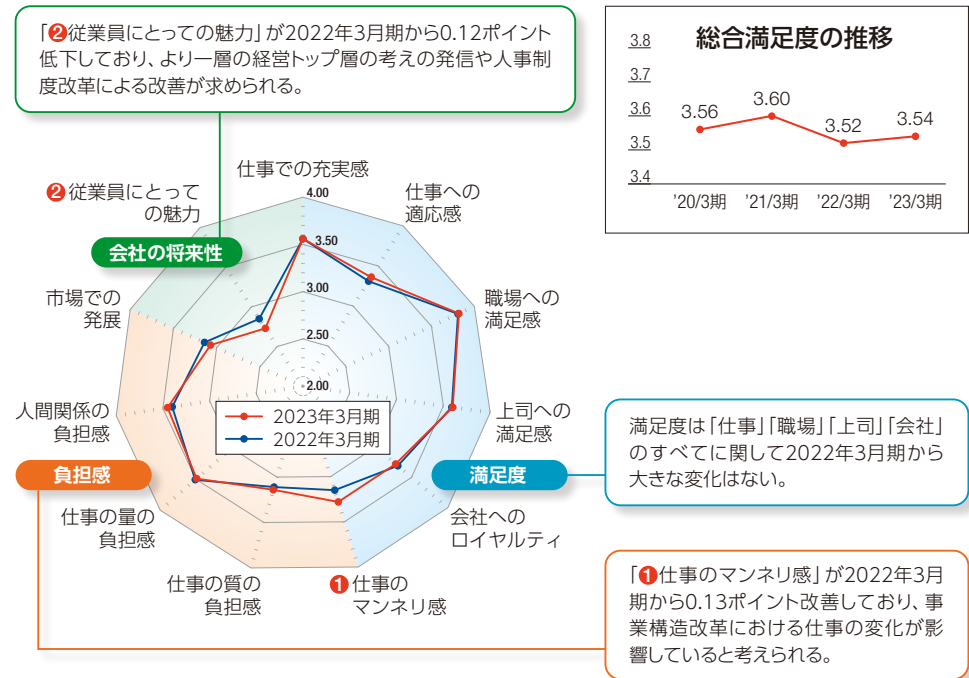 「❷従業員にとっての魅力」が2022年3月期から0.12ポイント
低下しており、より一層の経営トップ層の考えの発信や人事制
度改革による改善が求められる。
総合満足度の推移
3.8
3.7
3.6
3.5
3.4
3.56
3.60
3.52
3.54
'20/3期
'21/3期
'22/3期
'23/3期
仕事での充実感
仕事への
適応感
職場への
満足感
上司への
満足感
会社への
ロイヤルティ
❶仕事の
マンネリ感
仕事の質の
負担感
仕事の量の
負担感
人間関係の
負担感
市場での
発展
❷従業員にとって
の魅力
会社の将来性
負担感
満足度
4.00
3.50
3.00
2.50
2.00
2023年3月期
2022年3月期
満足度は「仕事」「職場」「上司」「会社」
のすべてに関して2022年3月期から
大きな変化はない。
「❶仕事のマンネリ感」が2022年3月
期から0.13ポイント改善しており、事
業構造改革における仕事の変化が影
響していると考えられる。